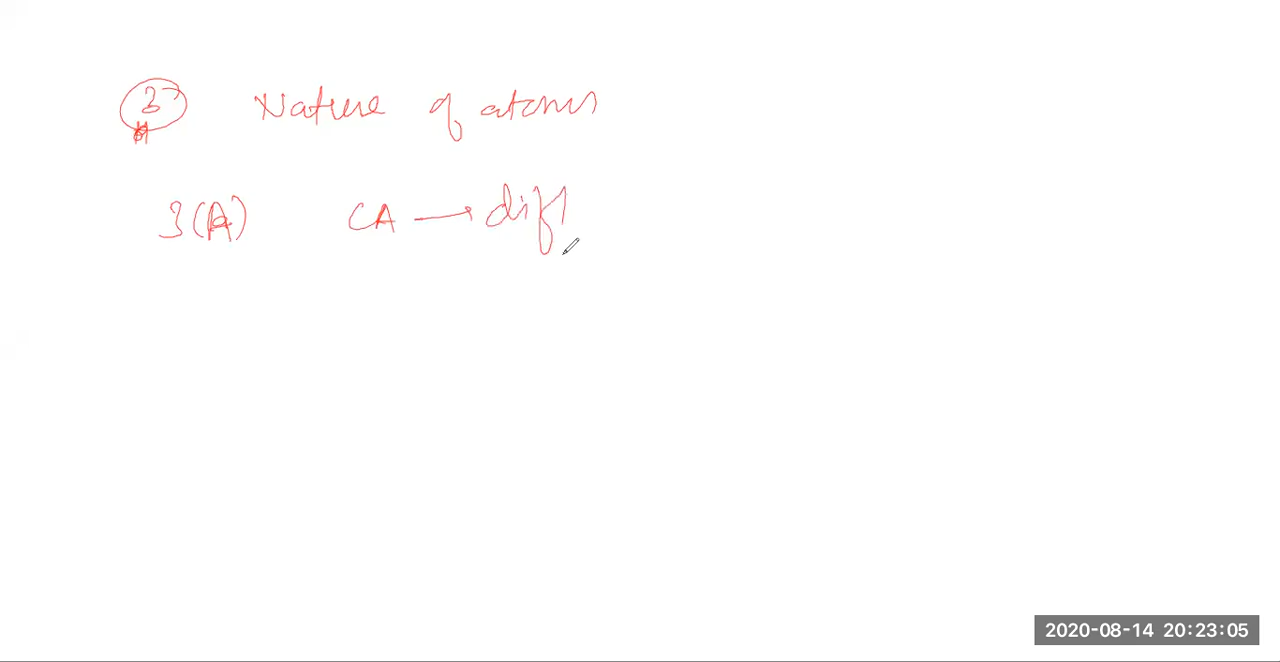 3 Nature of atoms
3(A) CA → diff
2020-08-14 20:23:05